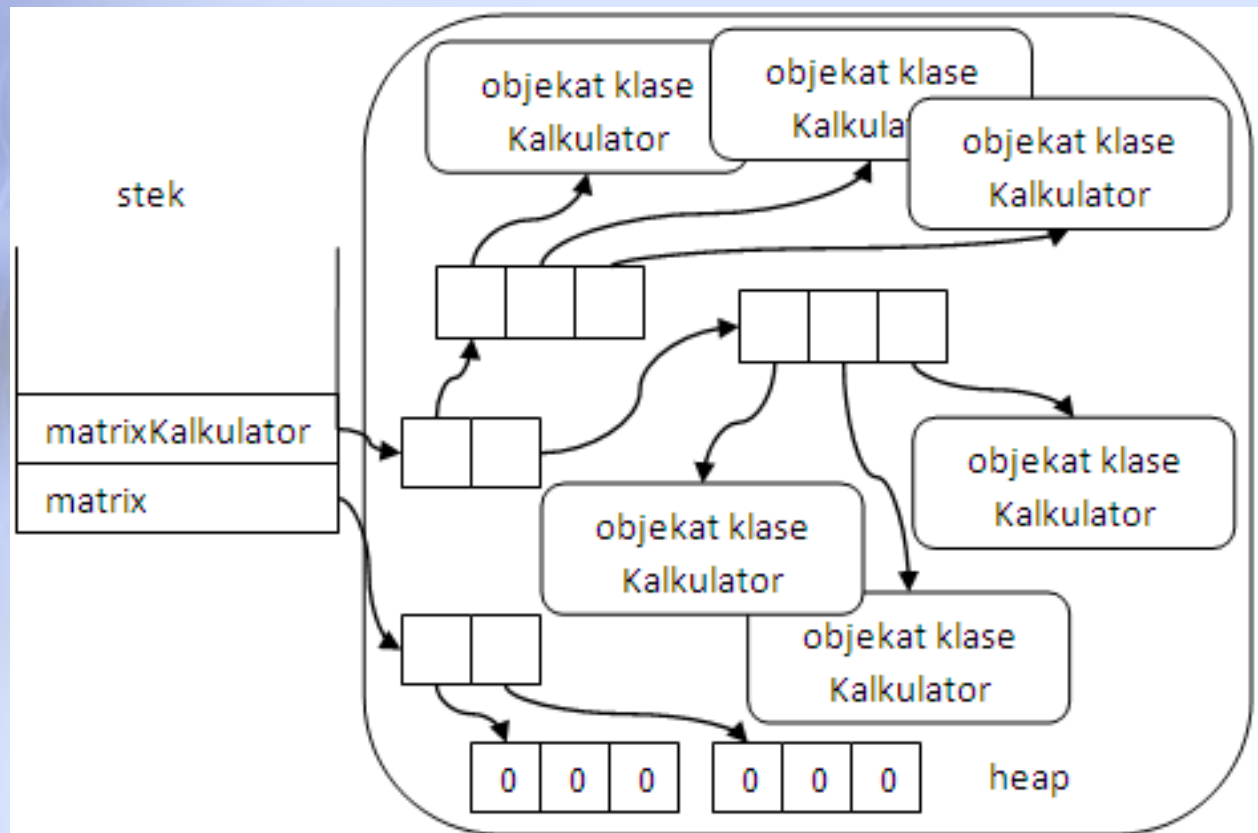 objekat klase
Kalkulator
objekat klase
Kalkulat
objekat klase
Kalkulator
stek
matrixKalkulator
matrix
objekat klase
Kalkulator
objekat klase
Kalkulator
objekat klase
Kalkulator
0 0 0
0 0 0
heap